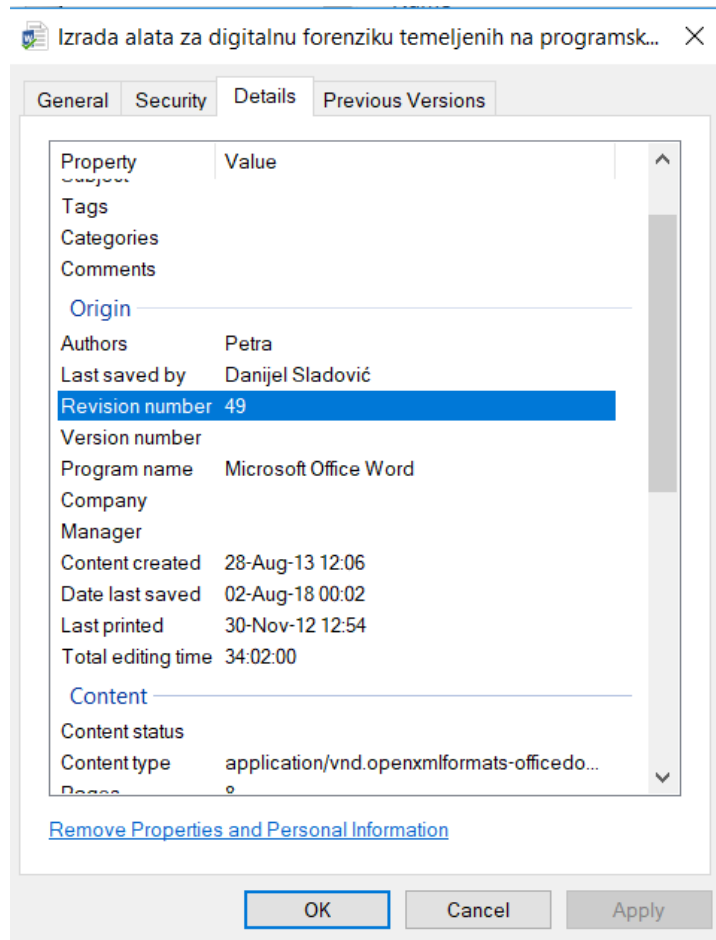 Izrada alata za digitalnu forenziku temeljenih na programsk...
General Security Details Previous Versions
Property Value
Subject
Tags
Categories
Comments
Origin
Authors Petra
Last saved by Danijel Sladović
Revision number 49
Version number
Program name Microsoft Office Word
Company
Manager
Content created 28-Aug-13 12:06
Date last saved 02-Aug-18 00:02
Last printed 30-Nov-12 12:54
Total editing time 34:02:00
Content
Content status
Content type application/vnd.openxmlformats-officedo...
Pages 8
Remove Properties and Personal Information
OK Cancel Apply